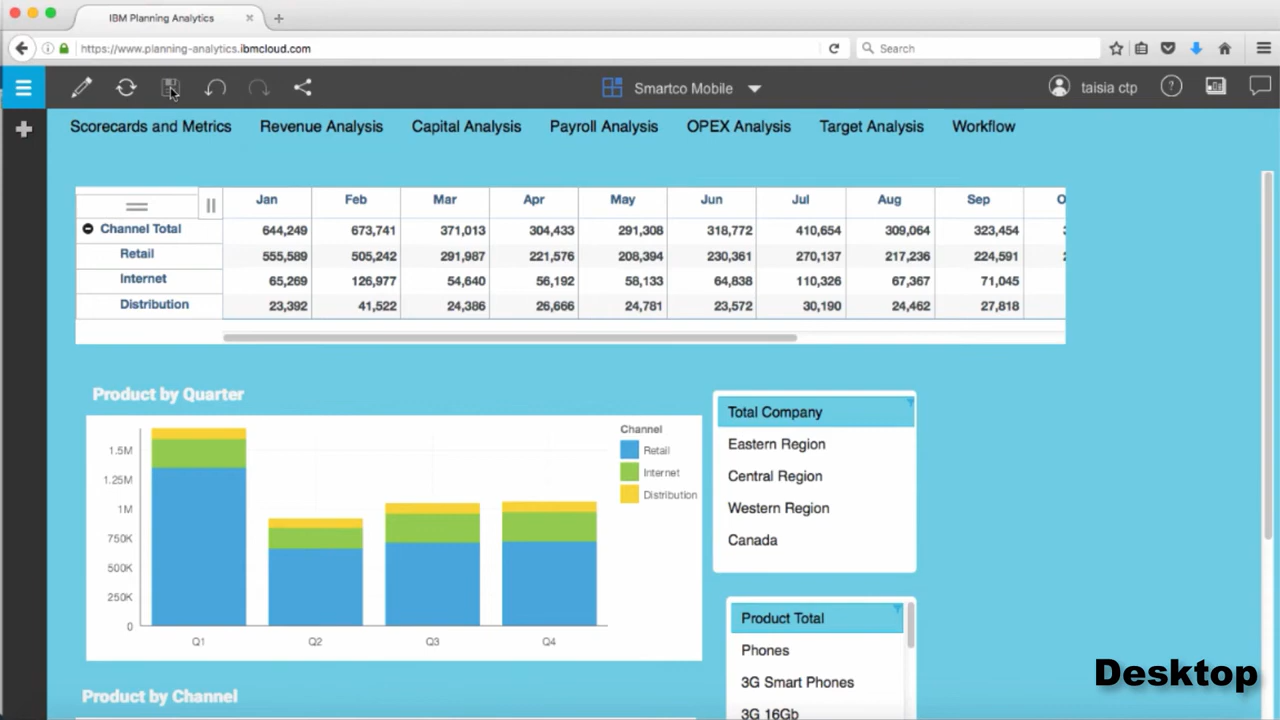 IBM Planning Analytics
https://www.planning-analytics.ibmcloud.com
Search
Smartco Mobile
taisia ctp
Scorecards and Metrics Revenue Analysis Capital Analysis Payroll Analysis OPEX Analysis Target Analysis Workflow
Jan Feb Mar Apr May Jun Jul Aug Sep
Channel Total 644,249 673,741 371,013 304,433 291,308 318,772 410,654 309,064 323,454
Retail 555,589 505,242 291,987 221,576 208,394 230,361 270,137 217,236 224,591
Internet 65,269 126,977 54,640 56,192 58,133 64,838 110,326 67,367 71,045
Distribution 23,392 41,522 24,386 26,666 24,781 23,572 30,190 24,462 27,818
Product by Quarter
Channel
Retail
Internet
Distribution
1.5M
1.25M
1M
750K
500K
250K
0
Q1 Q2 Q3 Q4
Total Company
Eastern Region
Central Region
Western Region
Canada
Product Total
Phones
3G Smart Phones
3G 16Gb
Product by Channel
Desktop